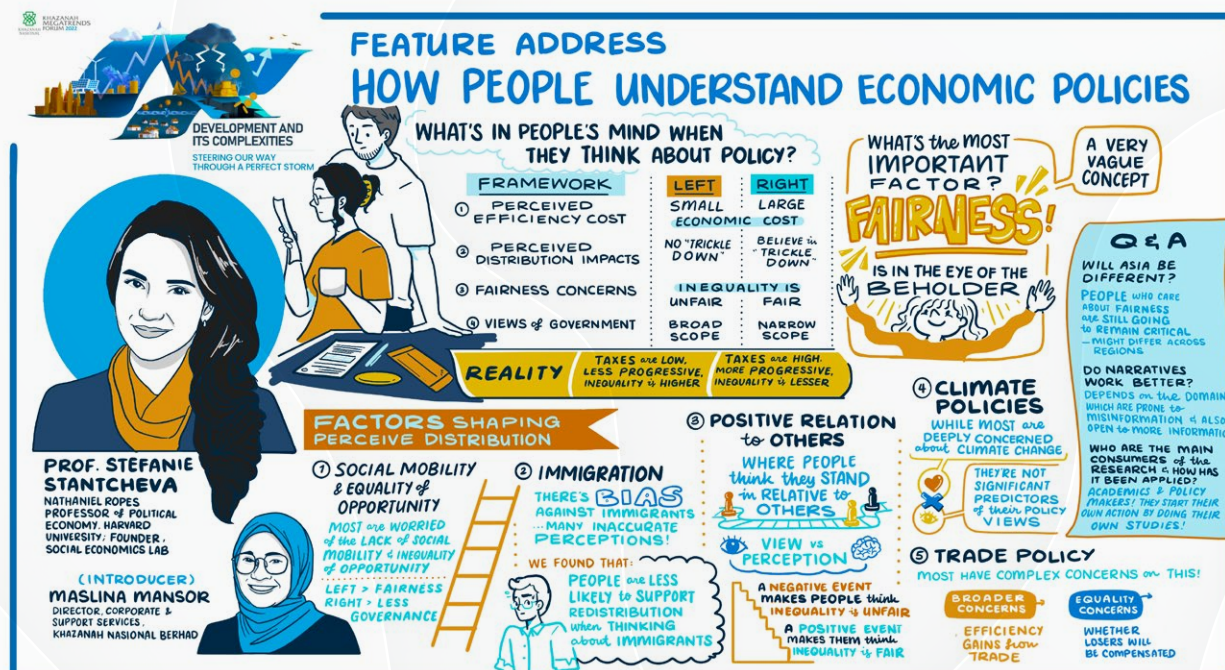 KHAZANAH
NASIONAL
KHAZANAH
MEGATRENDS
FORUM 2022
DEVELOPMENT AND
ITS COMPLEXITIES
STEERING OUR WAY
THROUGH A PERFECT STORM
FEATURE ADDRESS
HOW PEOPLE UNDERSTAND ECONOMIC POLICIES
WHAT'S IN PEOPLE'S MIND WHEN
THEY THINK ABOUT POLICY?
FRAMEWORK LEFT RIGHT
① PERCEIVED
EFFICIENCY COST
SMALL LARGE
ECONOMIC COST
② PERCEIVED
DISTRIBUTION IMPACTS
NO "TRICKLE
DOWN"
BELIEVE in
"TRICKLE
DOWN"
③ FAIRNESS CONCERNS
INEQUALITY IS
UNFAIR FAIR
④ VIEWS of GOVERNMENT
BROAD
SCOPE
NARROW
SCOPE
REALITY
TAXES are LOW,
LESS PROGRESSIVE,
INEQUALITY is HIGHER
TAXES are HIGH.
MORE PROGRESSIVE,
INEQUALITY is LESSER
WHAT'S the MOST
IMPORTANT
FACTOR?
FAIRNESS!
IS IN THE EYE OF THE
BEHOLDER
A VERY
VAGUE
CONCEPT
Q & A
WILL ASIA BE
DIFFERENT?
PEOPLE WHO CARE
ABOUT FAIRNESS
are STILL GOING
to REMAIN CRITICAL
—MIGHT DIFFER ACROSS
REGIONS
DO NARRATIVES
WORK BETTER?
DEPENDS on the DOMAIN
WHICH ARE PRONE to
MISINFORMATION & ALSO
OPEN to MORE INFORMATI
WHO ARE THE MAIN
CONSUMERS of the
RESEARCH & HOW HAS
IT BEEN APPLIED?
ACADEMICS & POLICY
MAKERS! THEY START THEIR
OWN ACTION BY DOING THEIR
OWN STUDIES!
PROF. STEFANIE
STANTCHEVA
NATHANIEL ROPES
PROFESSOR of POLITICAL
ECONOMY. HARVARD
UNIVERSITY; FOUNDER,
SOCIAL ECONOMICS LAB
(INTRODUCER)
MASLINA MANSOR
DIRECTOR, CORPORATE &
SUPPORT SERVICES,
KHAZANAH NASIONAL BERHAD
FACTORS SHAPING
PERCEIVE DISTRIBUTION
① SOCIAL MOBILITY
& EQUALITY of
OPPORTUNITY
MOST are WORRIED
of the LACK of SOCIAL
MOBILITY & INEQUALITY
of OPPORTUNITY
LEFT > FAIRNESS
RIGHT > LESS
GOVERNANCE
② IMMIGRATION
THERE'S BIAS
AGAINST IMMIGRANTS
...MANY INACCURATE
PERCEPTIONS!
WE FOUND THAT:
PEOPLE are LESS
LIKELY to SUPPORT
REDISTRIBUTION
when THINKING
about IMMIGRANTS
③ POSITIVE RELATION
to OTHERS
WHERE PEOPLE
think they STAND
in RELATIVE to
OTHERS
VIEW vs
PERCEPTION
A NEGATIVE EVENT
MAKES PEOPLE think
INEQUALITY is UNFAIR
A POSITIVE EVENT
MAKES THEM think
INEQUALITY is FAIR
④ CLIMATE
POLICIES
WHILE MOST are
DEEPLY CONCERNED
about CLIMATE CHANGE
THEY'RE NOT
SIGNIFICANT
PREDICTORS
of their POLICY
VIEWS
⑤ TRADE POLICY
MOST HAVE COMPLEX CONCERNS on THIS!
BROADER
CONCERNS
EFFICIENCY
GAINS from
TRADE
EQUALITY
CONCERNS
WHETHER
LOSERS WILL
BE COMPENSATED